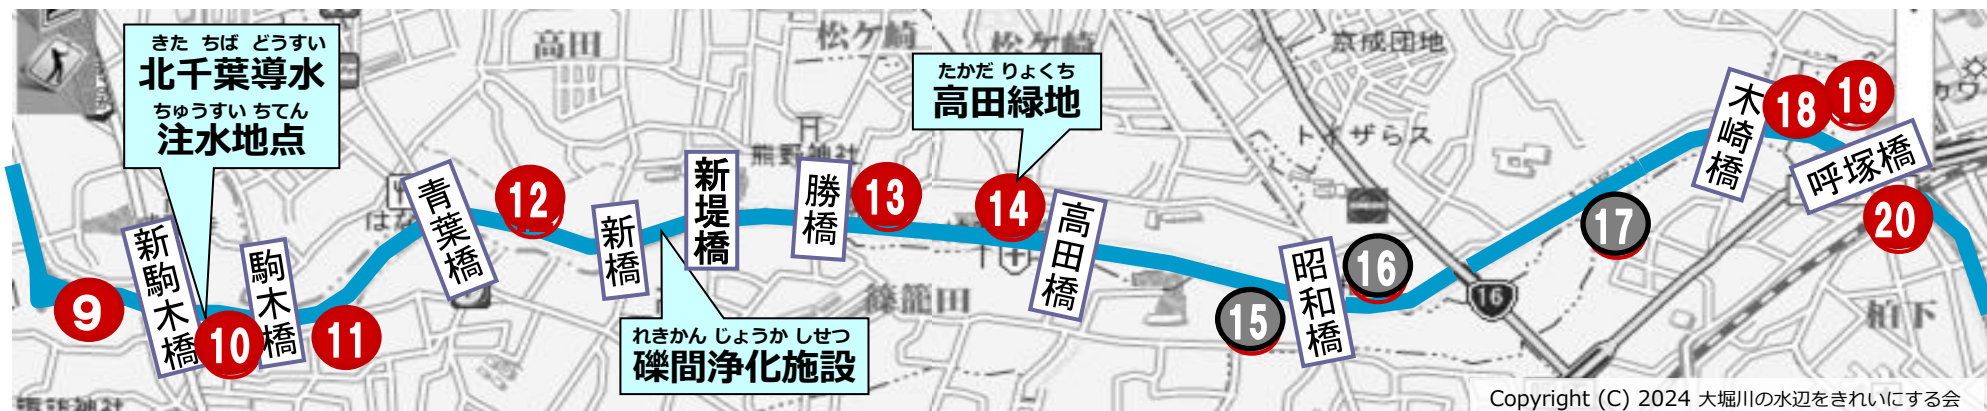 きた ちば どうすい
北千葉導水
ちゅうすい ちてん
注水地点
高田
松ケ崎
松ケ崎
京成団地
たかだ りょくち
高田緑地
トイザらス
熊野神社
木崎橋
18
19
呼塚橋
20
青葉橋
12
新橋
新堤橋
勝橋
13
14
高田橋
17
16
昭和橋
15
16
新駒木橋
駒木橋
9
10
11
篠籠田
れきかん じょうか しせつ
礫間浄化施設
柏下
Copyright (C) 2024 大堀川の水辺をきれいにする会